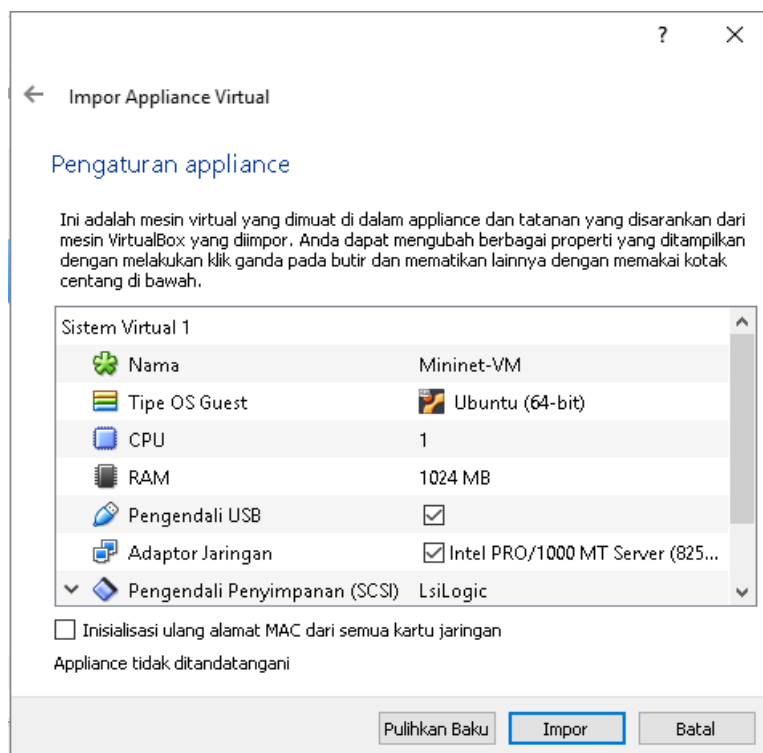 ?
Impor Appliance Virtual
Pengaturan appliance
Ini adalah mesin virtual yang dimuat di dalam appliance dan tatanan yang disarankan dari
mesin VirtualBox yang diimpor. Anda dapat mengubah berbagai properti yang ditampilkan
dengan melakukan klik ganda pada butir dan mematikan lainnya dengan memakai kotak
centang di bawah.
Sistem Virtual 1
Nama Mininet-VM
Tipe OS Guest Ubuntu (64-bit)
CPU 1
RAM 1024 MB
Pengendali USB
Adaptor Jaringan Intel PRO/1000 MT Server (825...
Pengendali Penyimpanan (SCSI) LsiLogic
Inisialisasi ulang alamat MAC dari semua kartu jaringan
Appliance tidak ditandatangani
Pulihkan Baku Impor Batal